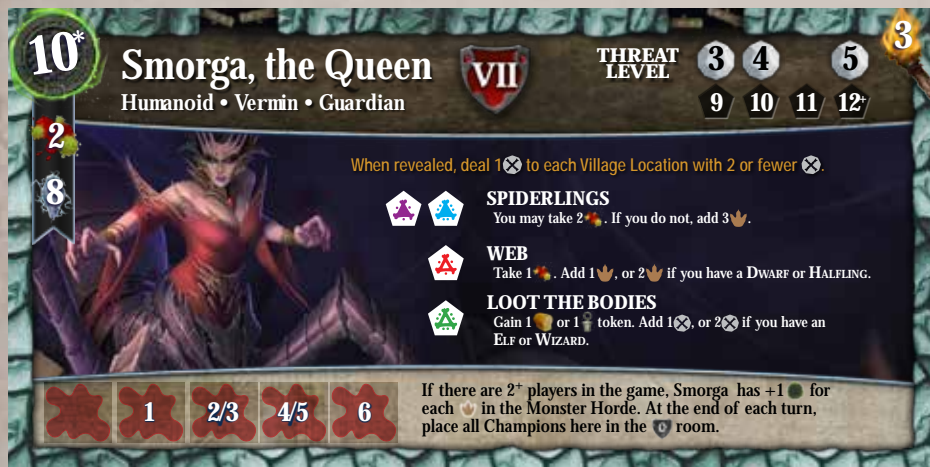 10*
Smorga, the Queen
Humanoid • Vermin • Guardian
VII
THREAT
LEVEL
3 4 5
9 10 11 12+
3
2
8
When revealed, deal 1 to each Village Location with 2 or fewer .
SPIDERLINGS
You may take 2 . If you do not, add 3 .
WEB
Take 1 . Add 1 , or 2 if you have a DWARF or HALFLING.
LOOT THE BODIES
Gain 1 or 1 token. Add 1 , or 2 if you have an
ELF or WIZARD.
1
2/3
4/5
6
If there are 2+ players in the game, Smorga has +1 for
each in the Monster Horde. At the end of each turn,
place all Champions here in the room.